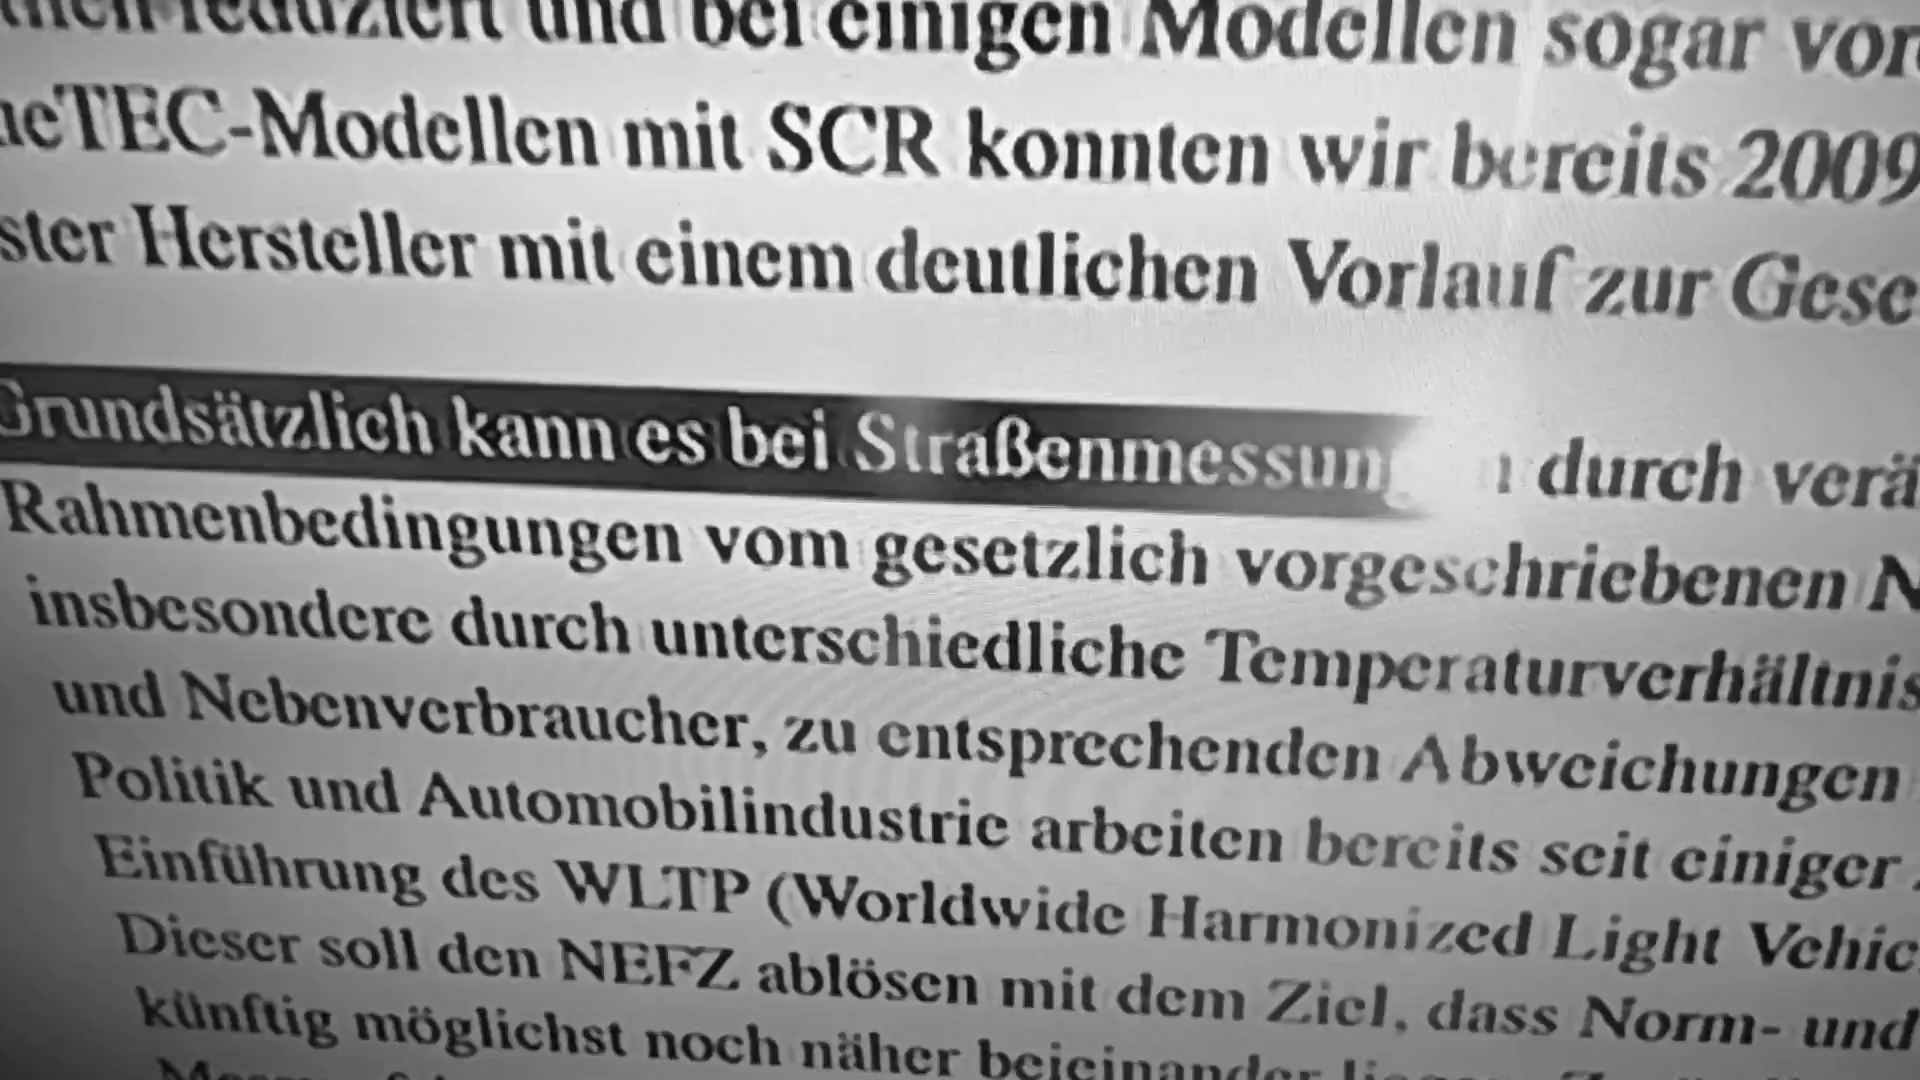 reduziert und bei einigen Modellen sogar vor
neTEC-Modellen mit SCR konnten wir bereits 2009
ster Hersteller mit einem deutlichen Vorlauf zur Gese
Grundsätzlich kann es bei Straßenmessung durch verä
Rahmenbedingungen vom gesetzlich vorgeschriebenen N
insbesondere durch unterschiedliche Temperaturverhältnis
und Nebenverbraucher, zu entsprechenden Abweichungen
Politik und Automobilindustrie arbeiten bereits seit einiger
Einführung des WLTP (Worldwide Harmonized Light Vehic
Dieser soll den NEFZ ablösen mit dem Ziel, dass Norm- und
künftig möglichst noch näher beieinander